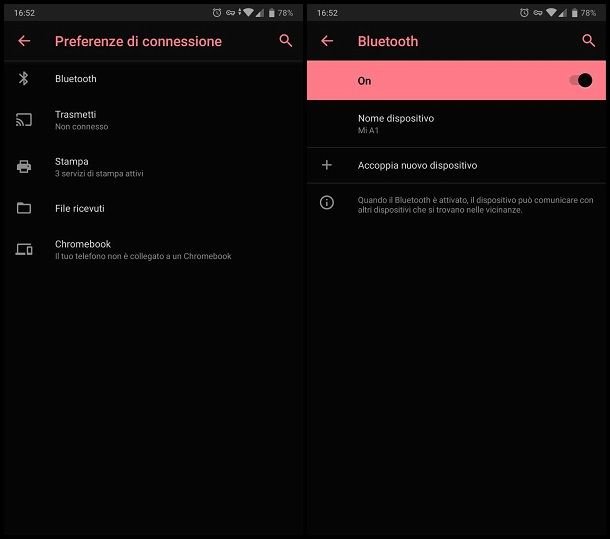 16:52
78%
Preferenze di connessione
Bluetooth
Trasmetti
Non connesso
Stampa
3 servizi di stampa attivi
File ricevuti
Chromebook
Il tuo telefono non è collegato a un Chromebook
16:52
78%
Bluetooth
On
Nome dispositivo
Mi A1
Accoppia nuovo dispositivo
Quando il Bluetooth è attivato, il dispositivo può comunicare con
altri dispositivi che si trovano nelle vicinanze.